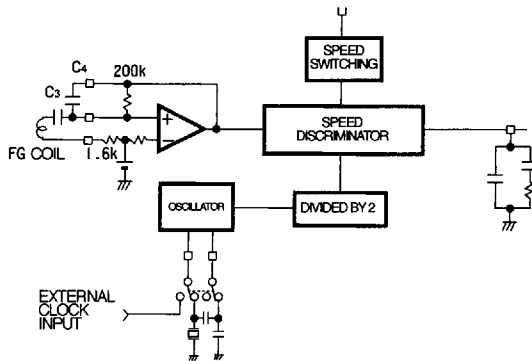 SPEED
SWITCHING
C4
200k
C3
+
SPEED
DISCRIMINATOR
−
FG COIL
1.6k
OSCILLATOR
DIVIDED BY 2
EXTERNAL
CLOCK
INPUT